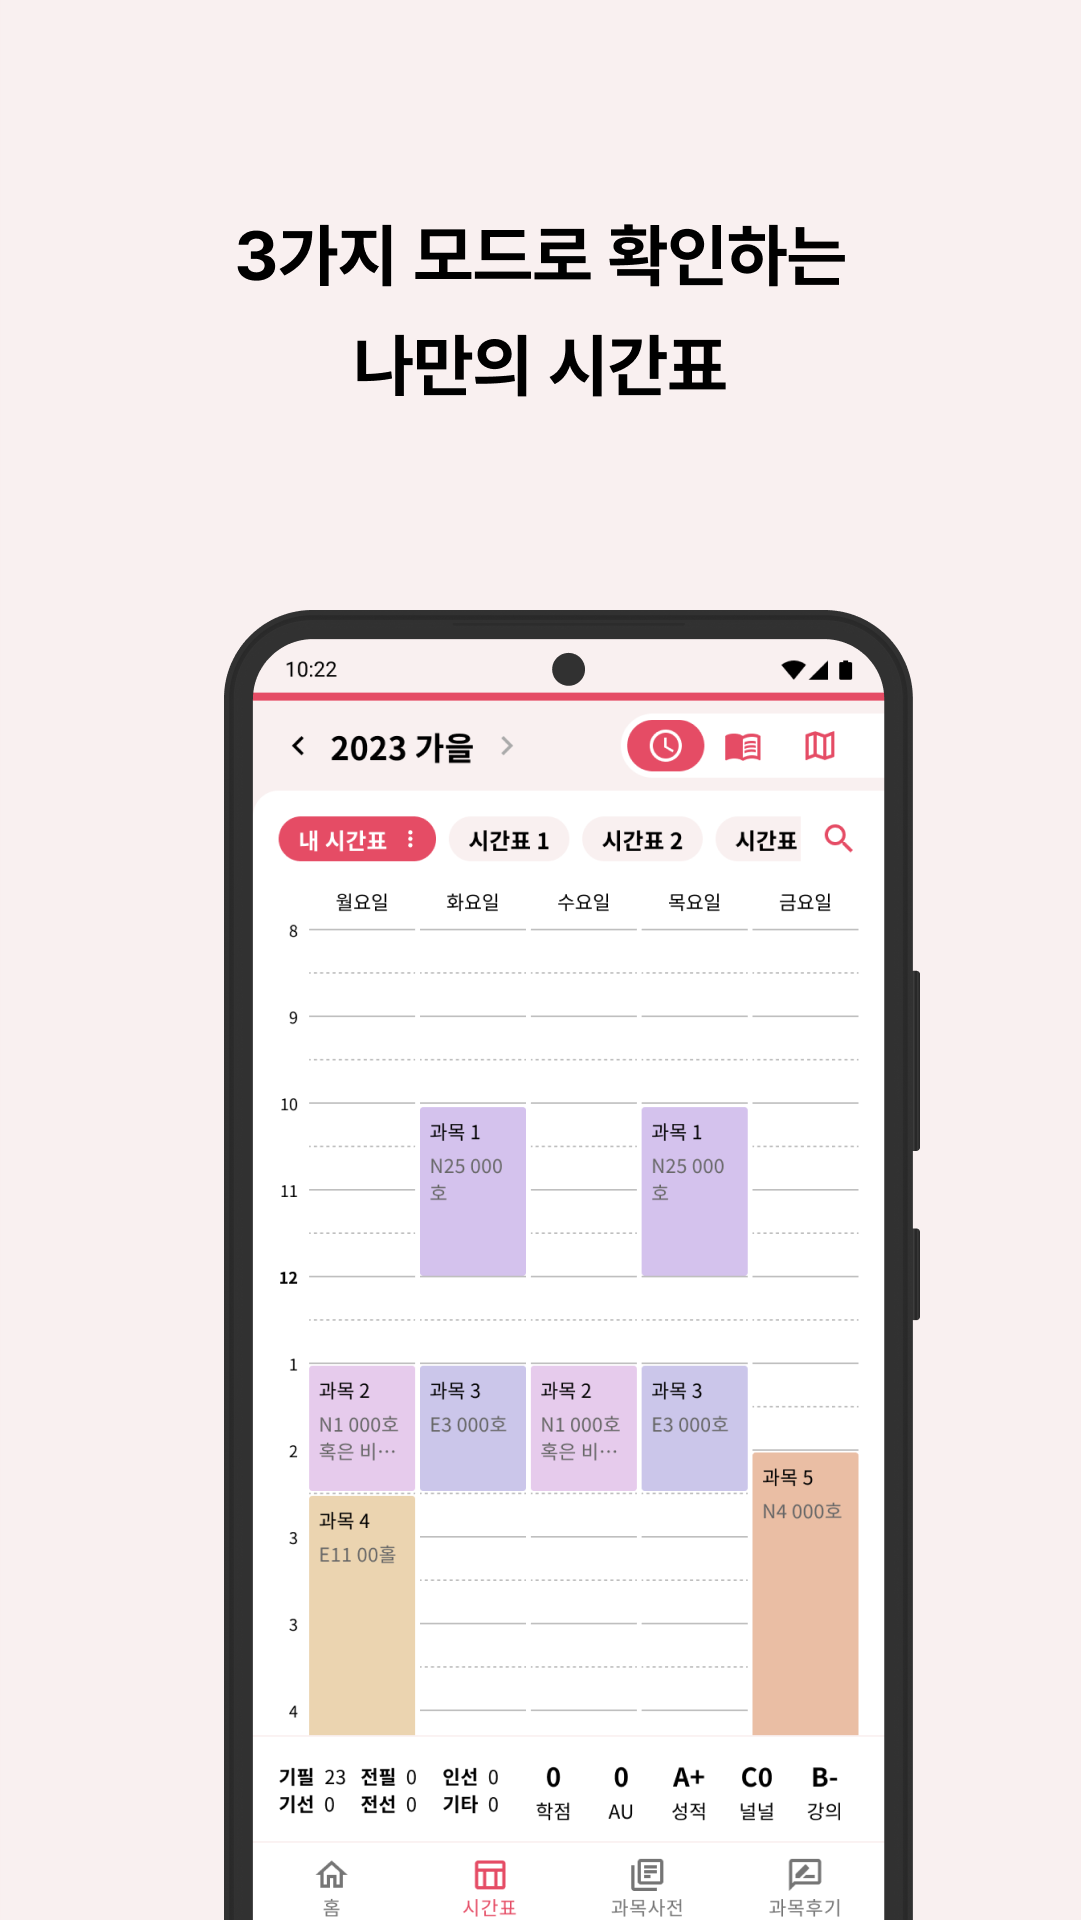 3가지 모드로 확인하는
나만의 시간표
10:22
2023 가을
내 시간표
시간표 1
시간표 2
시간표
월요일
화요일
수요일
목요일
금요일
8
9
10
과목 1
N25 000
호
과목 1
N25 000
호
11
12
1
과목 2
N1 000호
혹은 비…
과목 3
E3 000호
과목 2
N1 000호
혹은 비…
과목 3
E3 000호
2
과목 5
N4 000호
과목 4
E11 00홀
3
3
4
기필 23 전필 0 인선 0
기선 0 전선 0 기타 0
0
학점
0
AU
A+
성적
C0
널널
B-
강의
홈
시간표
과목사전
과목후기